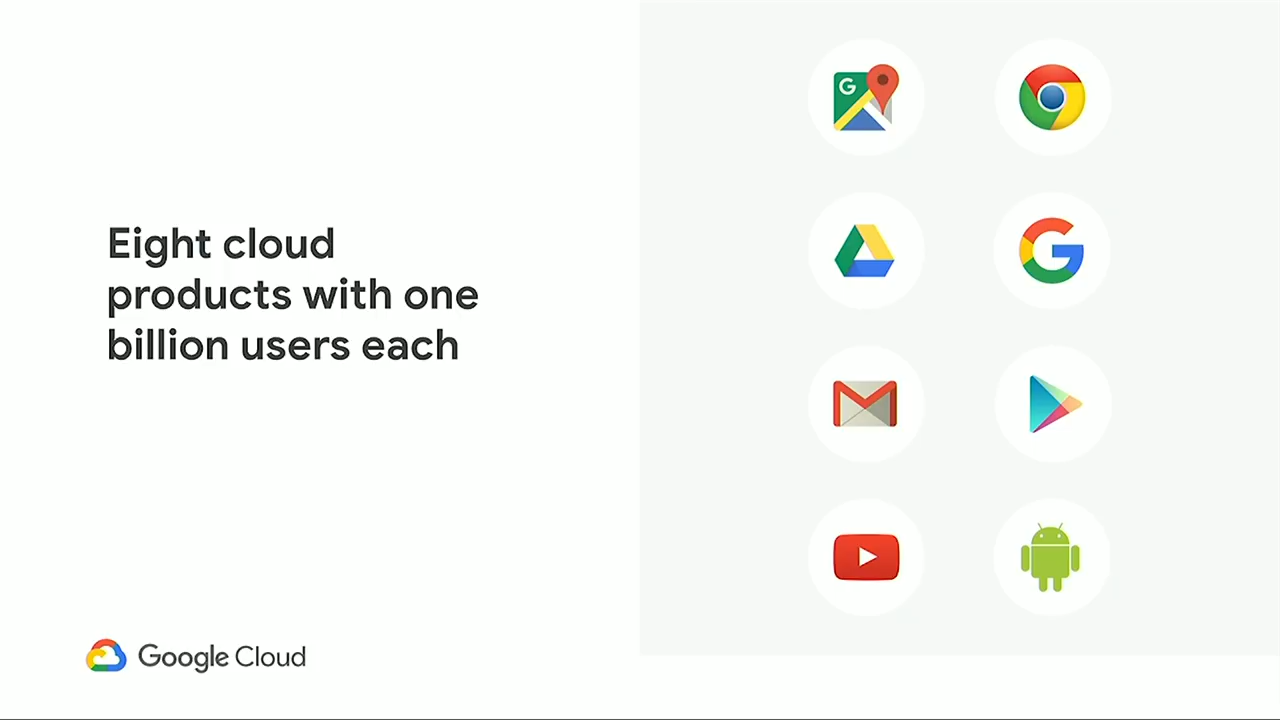 Eight cloud
products with one
billion users each
G
G
Google Cloud